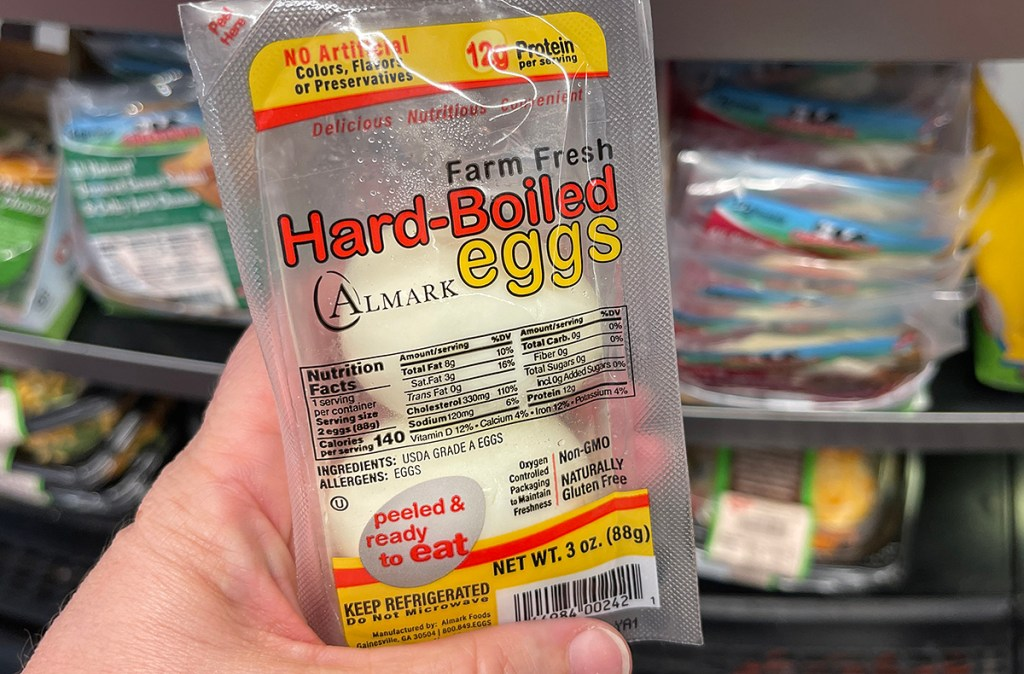 Peel
Here
NO Artificial
Colors, Flavors
or Preservatives
12g Protein
per serving
Delicious Nutritious Convenient
Farm Fresh
Hard-Boiled
eggs
ALMARK
Nutrition
Facts
1 serving
per container
Serving size
2 eggs (88g)
Calories
per serving 140
Amount/serving %DV
Total Fat 8g 10%
Sat.Fat 3g 16%
Trans Fat 0g
Cholesterol 330mg 110%
Sodium 120mg 6%
Amount/serving %DV
Total Carb. 0g 0%
Fiber 0g 0%
Total Sugars 0g
Incl.0g Added Sugars 0%
Protein 12g
Vitamin D 12% • Calcium 4% • Iron 12% • Potassium 4%
INGREDIENTS: USDA GRADE A EGGS
ALLERGENS: EGGS
U
Oxygen
Controlled
Packaging
to Maintain
Freshness
Non-GMO
NATURALLY
Gluten Free
peeled &
ready
to eat
NET WT. 3 oz. (88g)
KEEP REFRIGERATED
Do Not Microwave
Manufactured by: Almark Foods
Gainesville, GA 30504 | 800.849.EGGS
00242 1
YA1